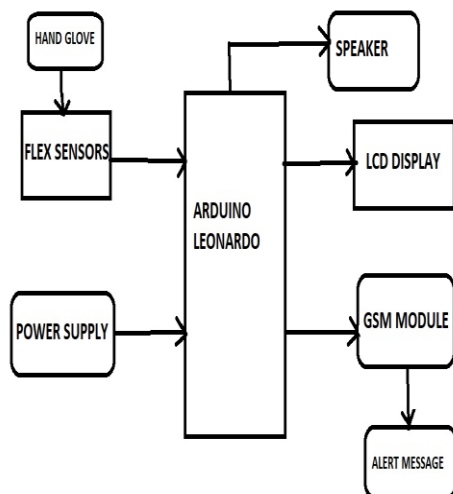 HAND GLOVE
SPEAKER
FLEX SENSORS
LCD DISPLAY
ARDUINO
LEONARDO
POWER SUPPLY
GSM MODULE
ALERT MESSAGE